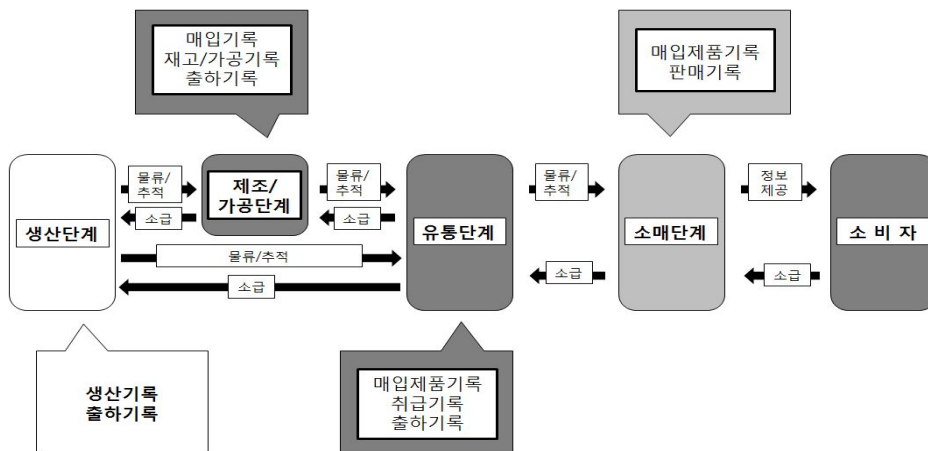 매입기록
재고/가공기록
출하기록
매입제품기록
판매기록
물류/
추적
제조/
가공단계
물류/
추적
물류/
추적
정보
제공
소급
소급
생산단계
유통단계
소매단계
소 비 자
물류/추적
소급
소급
소급
생산기록
출하기록
매입제품기록
취급기록
출하기록